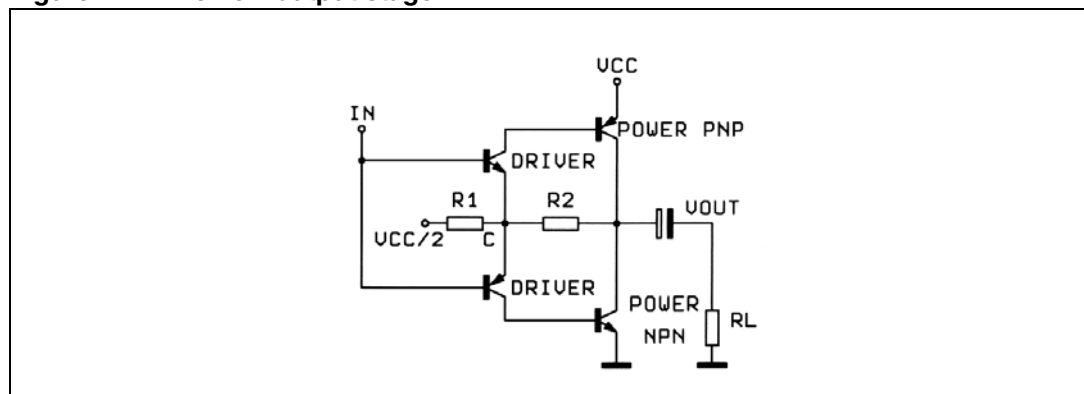 VCC
IN
POWER PNP
DRIVER
R1
R2
VOUT
VCC/2
C
DRIVER
POWER
NPN
RL